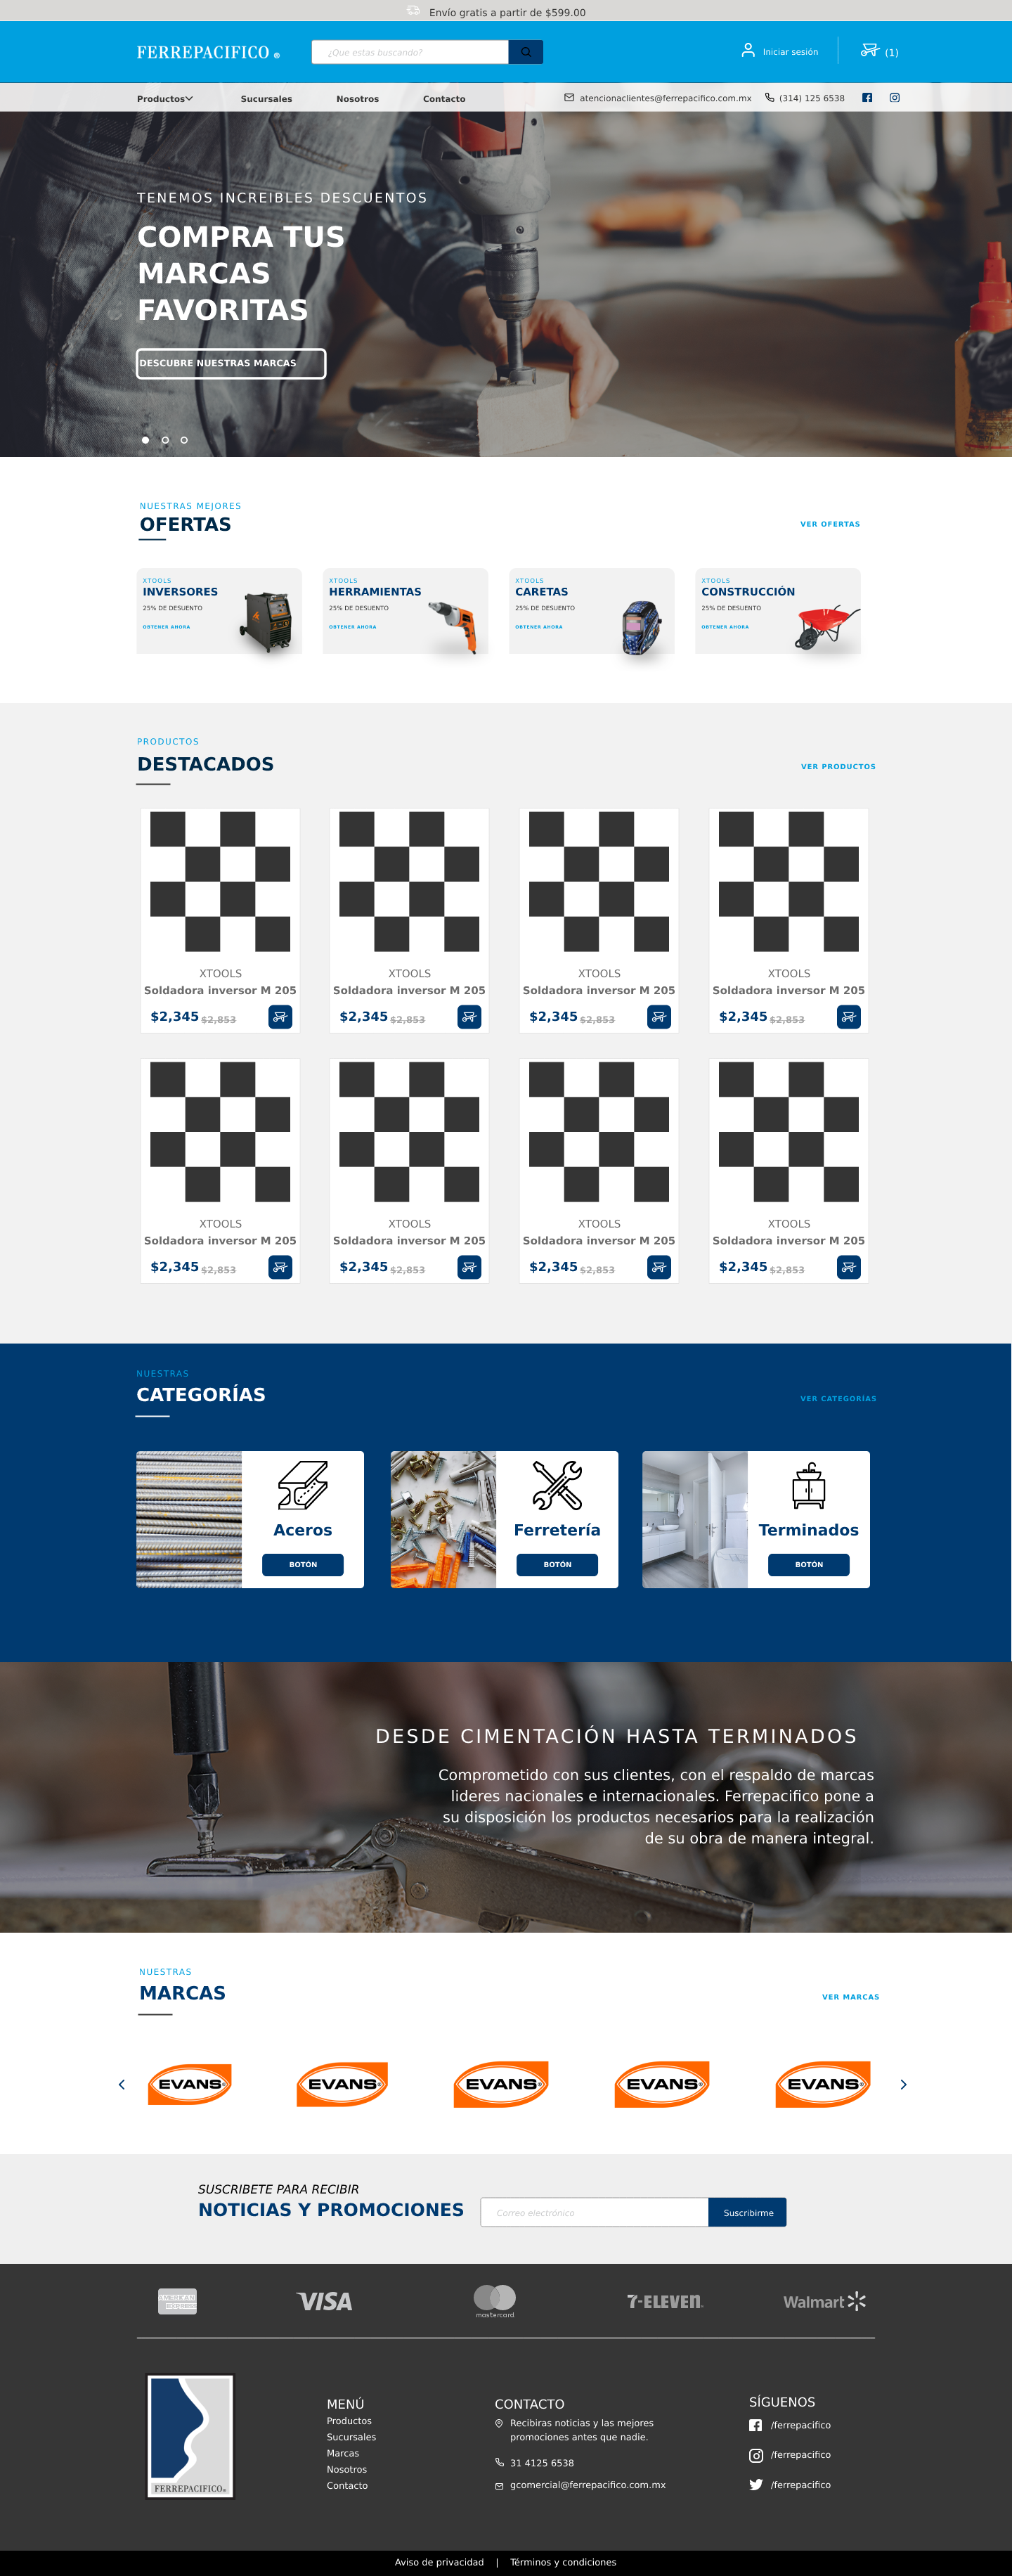 Envío gratis a partir de $599.00
FERREPACIFICO ®
¿Que estas buscando?
Iniciar sesión
(1)
Productos
Sucursales
Nosotros
Contacto
atencionaclientes@ferrepacifico.com.mx
(314) 125 6538
TENEMOS INCREIBLES DESCUENTOS
COMPRA TUS
MARCAS
FAVORITAS
DESCUBRE NUESTRAS MARCAS
NUESTRAS MEJORES
OFERTAS
VER OFERTAS
XTOOLS
INVERSORES
25% DE DESUENTO
OBTENER AHORA
XTOOLS
HERRAMIENTAS
25% DE DESUENTO
OBTENER AHORA
XTOOLS
CARETAS
25% DE DESUENTO
OBTENER AHORA
XTOOLS
CONSTRUCCIÓN
25% DE DESUENTO
OBTENER AHORA
PRODUCTOS
DESTACADOS
VER PRODUCTOS
XTOOLS
Soldadora inversor M 205
$2,345 $2,853
XTOOLS
Soldadora inversor M 205
$2,345 $2,853
XTOOLS
Soldadora inversor M 205
$2,345 $2,853
XTOOLS
Soldadora inversor M 205
$2,345 $2,853
XTOOLS
Soldadora inversor M 205
$2,345 $2,853
XTOOLS
Soldadora inversor M 205
$2,345 $2,853
XTOOLS
Soldadora inversor M 205
$2,345 $2,853
XTOOLS
Soldadora inversor M 205
$2,345 $2,853
NUESTRAS
CATEGORÍAS
VER CATEGORÍAS
Aceros
BOTÓN
Ferretería
BOTÓN
Terminados
BOTÓN
DESDE CIMENTACIÓN HASTA TERMINADOS
Comprometido con sus clientes, con el respaldo de marcas
lideres nacionales e internacionales. Ferrepacifico pone a
su disposición los productos necesarios para la realización
de su obra de manera integral.
NUESTRAS
MARCAS
VER MARCAS
EVANS®
EVANS®
EVANS®
EVANS®
EVANS®
SUSCRIBETE PARA RECIBIR
NOTICIAS Y PROMOCIONES
Correo electrónico
Suscribirme
AMERICAN
EXPRESS
VISA
mastercard
7-ELEVEn
Walmart
FERREPACIFICO®
MENÚ
Productos
Sucursales
Marcas
Nosotros
Contacto
CONTACTO
Recibiras noticias y las mejores
promociones antes que nadie.
31 4125 6538
gcomercial@ferrepacifico.com.mx
SÍGUENOS
/ferrepacifico
/ferrepacifico
/ferrepacifico
Aviso de privacidad | Términos y condiciones